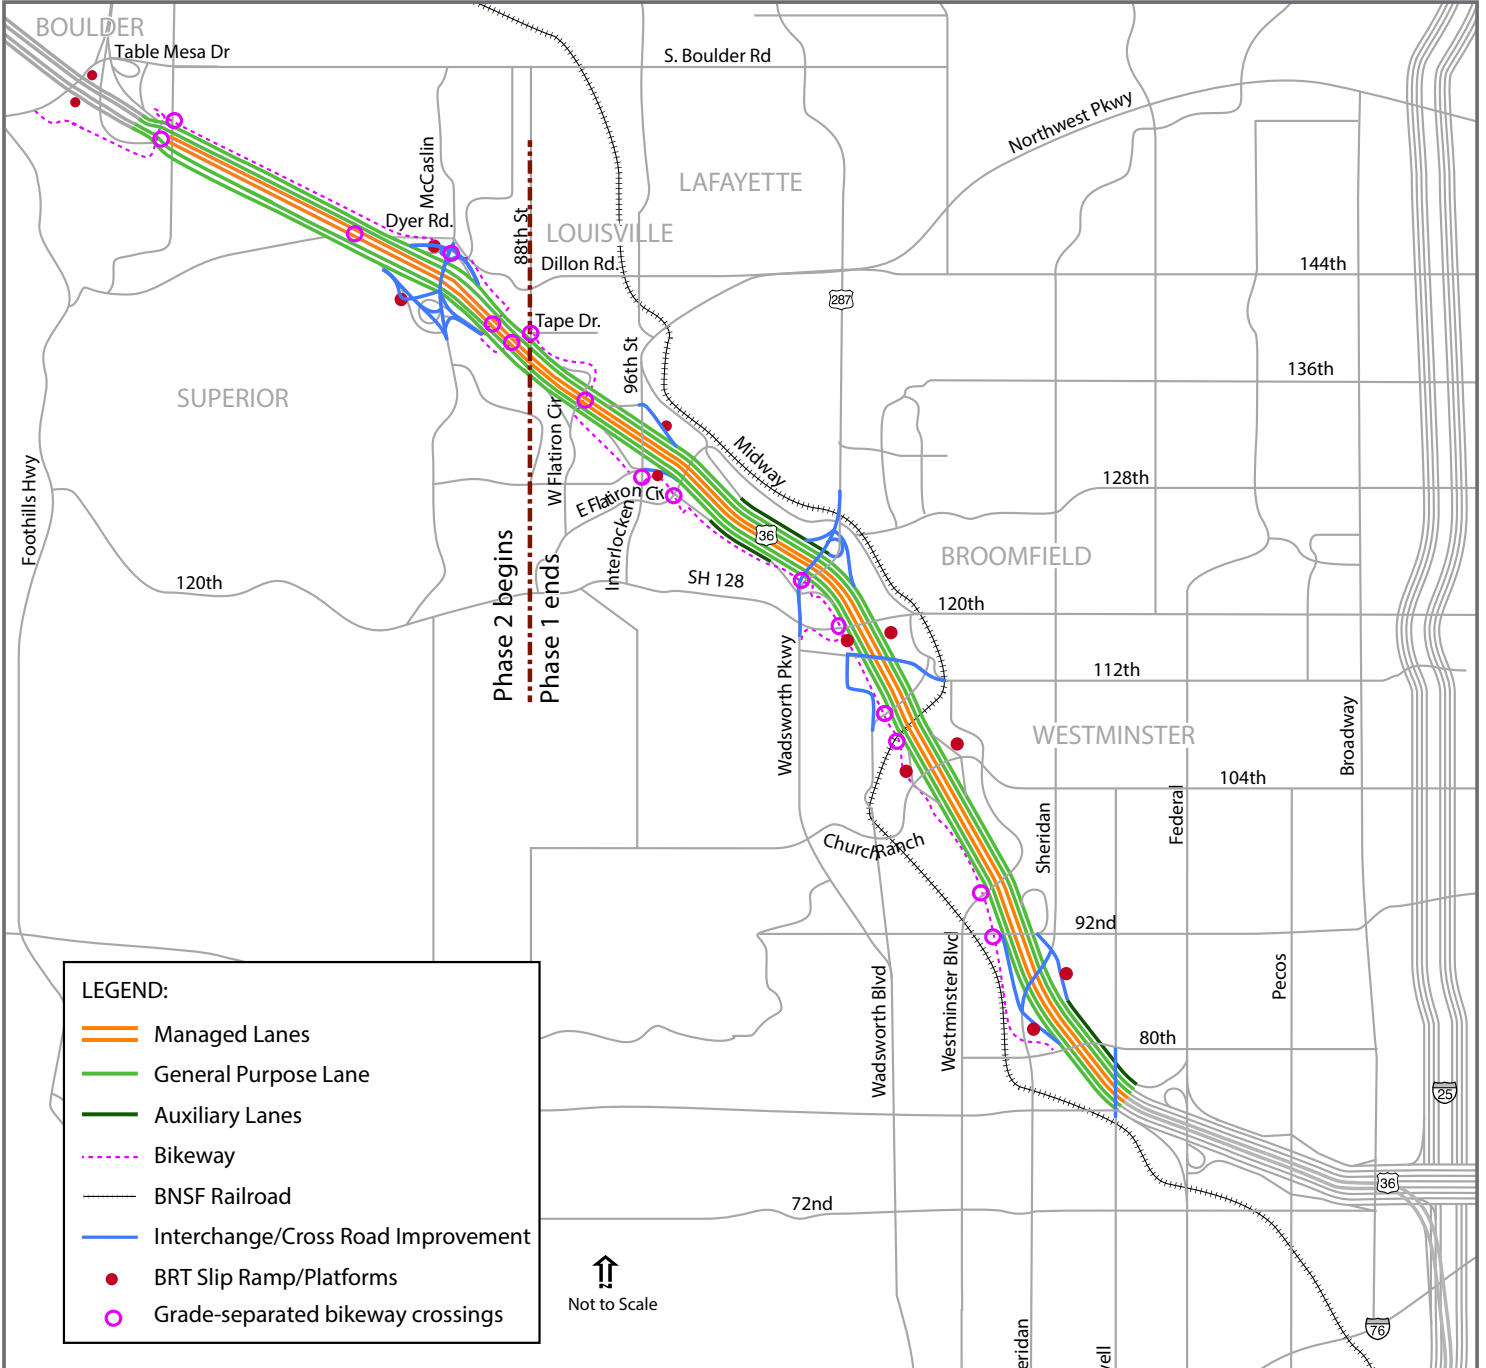 BOULDER
Table Mesa Dr
S. Boulder Rd
Northwest Pkwy
McCaslin
LAFAYETTE
Dyer Rd.
88th St
LOUISVILLE
Dillon Rd.
144th
287
Tape Dr.
96th St
136th
SUPERIOR
W Flatiron Cir
Midway
128th
Foothills Hwy
E Flatiron Cir
Interlocken
36
BROOMFIELD
Phase 2 begins
Phase 1 ends
120th
SH 128
120th
Wadsworth Pkwy
112th
WESTMINSTER
Broadway
104th
Federal
Sheridan
Church Ranch
92nd
Westminster Blvd
Wadsworth Blvd
Pecos
80th
25
36
72nd
76
LEGEND:
Managed Lanes
General Purpose Lane
Auxiliary Lanes
Bikeway
BNSF Railroad
Interchange/Cross Road Improvement
BRT Slip Ramp/Platforms
Grade-separated bikeway crossings
Not to Scale
eridan
ell